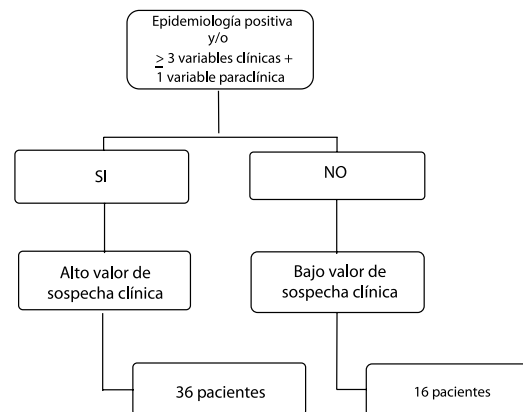 Epidemiología positiva
y/o
≥ 3 variables clínicas +
1 variable paraclínica
SI
NO
Alto valor de
sospecha clínica
Bajo valor de
sospecha clínica
36 pacientes
16 pacientes